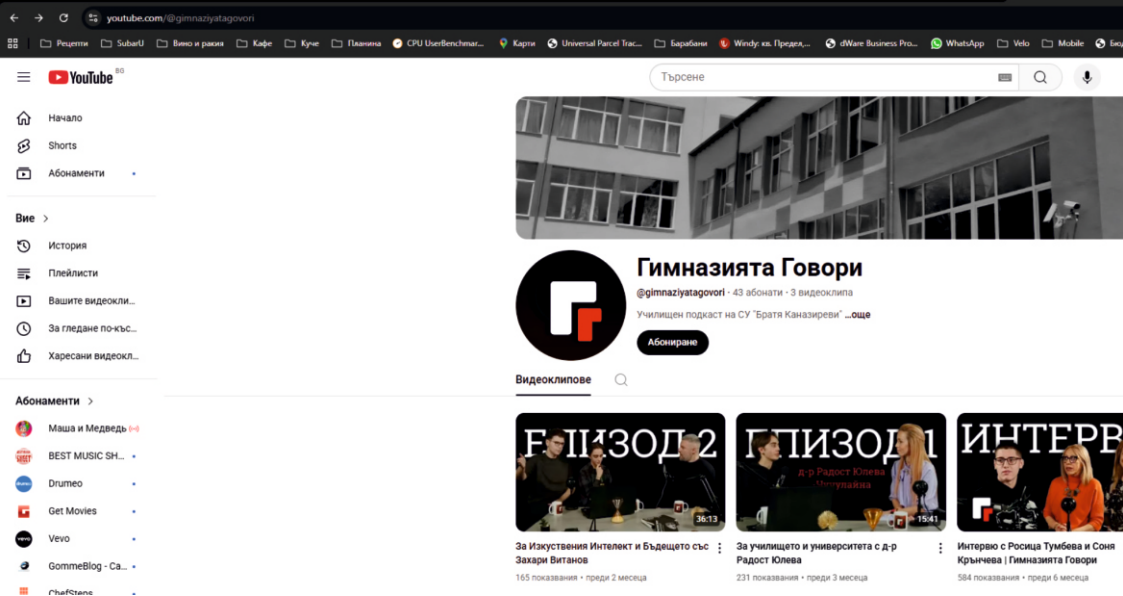 youtube.com/@gimnaziyatagovori
Рецепти
SubarU
Вино и ракия
Кафе
Куче
Планина
CPU UserBenchmar...
Карти
Universal Parcel Trac...
Барабани
Windy: кв. Предел,...
dWare Business Pro...
WhatsApp
Velo
Mobile
YouTube BG
Търсене
Начало
Shorts
Абонаменти
Вие
История
Плейлисти
Вашите видеокли...
За гледане по-къс...
Харесани видеокл...
Абонаменти
Маша и Медведь
BEST MUSIC SH...
Drumeo
Get Movies
Vevo
GommeBlog - Ca...
ChefSteps
Гимназията Говори
@gimnaziyatagovori · 43 абонати · 3 видеоклипа
Училищен подкаст на СУ "Братя Каназиреви" ...още
Абониране
Видеоклипове
ЕПИЗОД 2
36:13
За Изкуствения Интелект и Бъдещето със
Захари Витанов
165 показвания • преди 2 месеца
ЕПИЗОД 1
д-р Радост Юлева
15:41
За училището и университета с д-р
Радост Юлева
231 показвания • преди 3 месеца
ИНТЕРВ
Интервю с Росица Тумбева и Соня
Крънчева | Гимназията Говори
584 показвания • преди 6 месеца